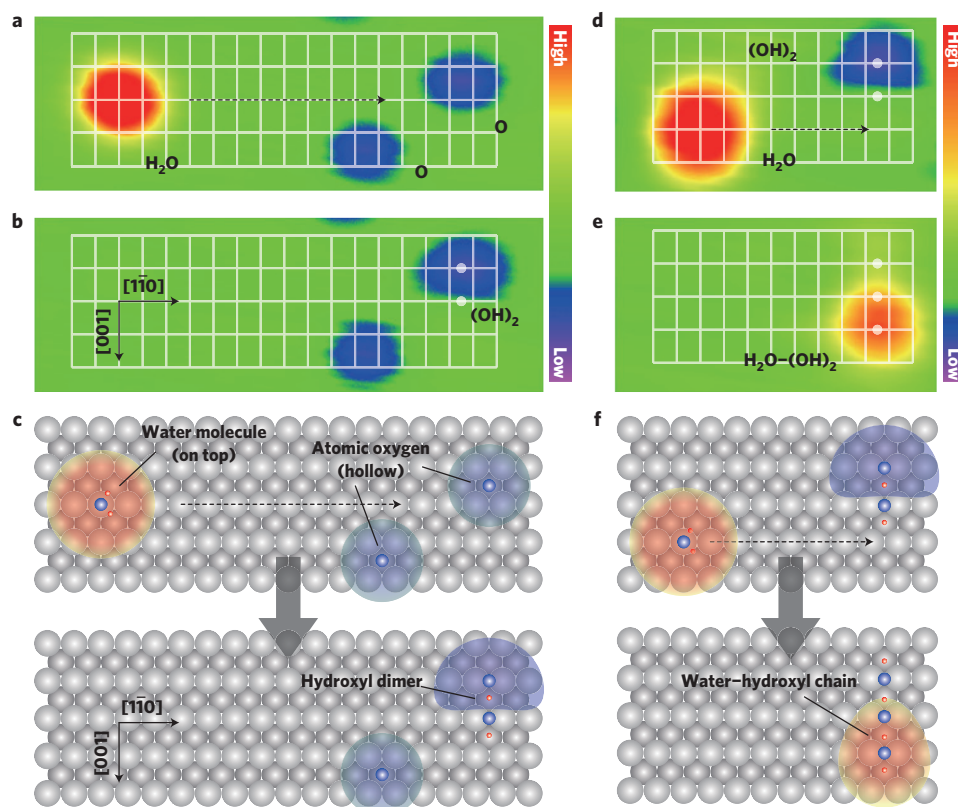 a
H₂O
O
O
High
Low
b
[11̅0]
[001]
(OH)₂
c
Water molecule
(on top)
Atomic oxygen
(hollow)
Hydroxyl dimer
[11̅0]
[001]
d
(OH)₂
H₂O
High
Low
e
H₂O–(OH)₂
f
Water–hydroxyl chain